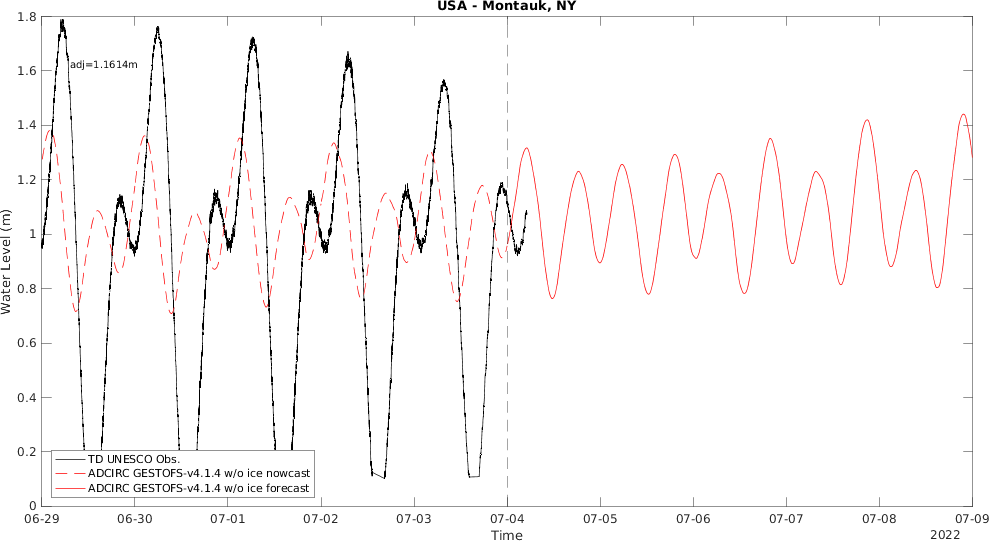 USA - Montauk, NY
1.8
1.6
1.4
1.2
1
0.8
0.6
0.4
0.2
0
Water Level (m)
adj=1.1614m
TD UNESCO Obs.
ADCIRC GESTOFS-v4.1.4 w/o ice nowcast
ADCIRC GESTOFS-v4.1.4 w/o ice forecast
06-29 06-30 07-01 07-02 07-03 07-04 07-05 07-06 07-07 07-08 07-09
Time
2022